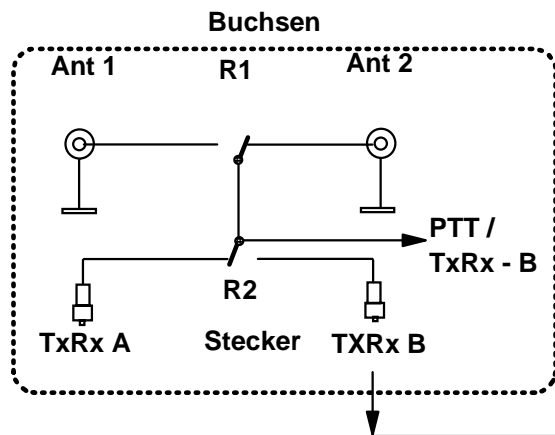 Buchsen
Ant 1 R1 Ant 2
PTT /
TxRx - B
R2
TxRx A Stecker TXRx B